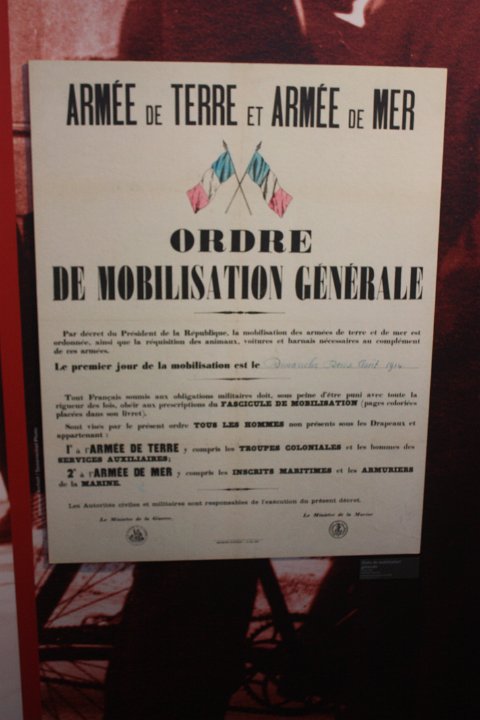 ARMÉE DE TERRE ET ARMÉE DE MER
ORDRE
DE MOBILISATION GÉNÉRALE
Par décret du Président de la République, la mobilisation des armées de terre et de mer est
ordonnée, ainsi que la réquisition des animaux, voitures et harnais nécessaires au complément
de ces armées.
Le premier jour de la mobilisation est le Dimanche Deux Août 1914
Tout Français soumis aux obligations militaires doit, sous peine d'être puni avec toute la
rigueur des lois, obéir aux prescriptions du FASCICULE DE MOBILISATION (pages coloriées
placées dans son livret).
Sont visés par le présent ordre TOUS LES HOMMES non présents sous les Drapeaux et
appartenant :
1° à l'ARMÉE DE TERRE y compris les TROUPES COLONIALES et les hommes des
SERVICES AUXILIAIRES;
2° à l'ARMÉE DE MER y compris les INSCRITS MARITIMES et les ARMURIERS
de la MARINE.
Les Autorités civiles et militaires sont responsables de l'exécution du présent décret.
Le Ministre de la Guerre, Le Ministre de la Marine